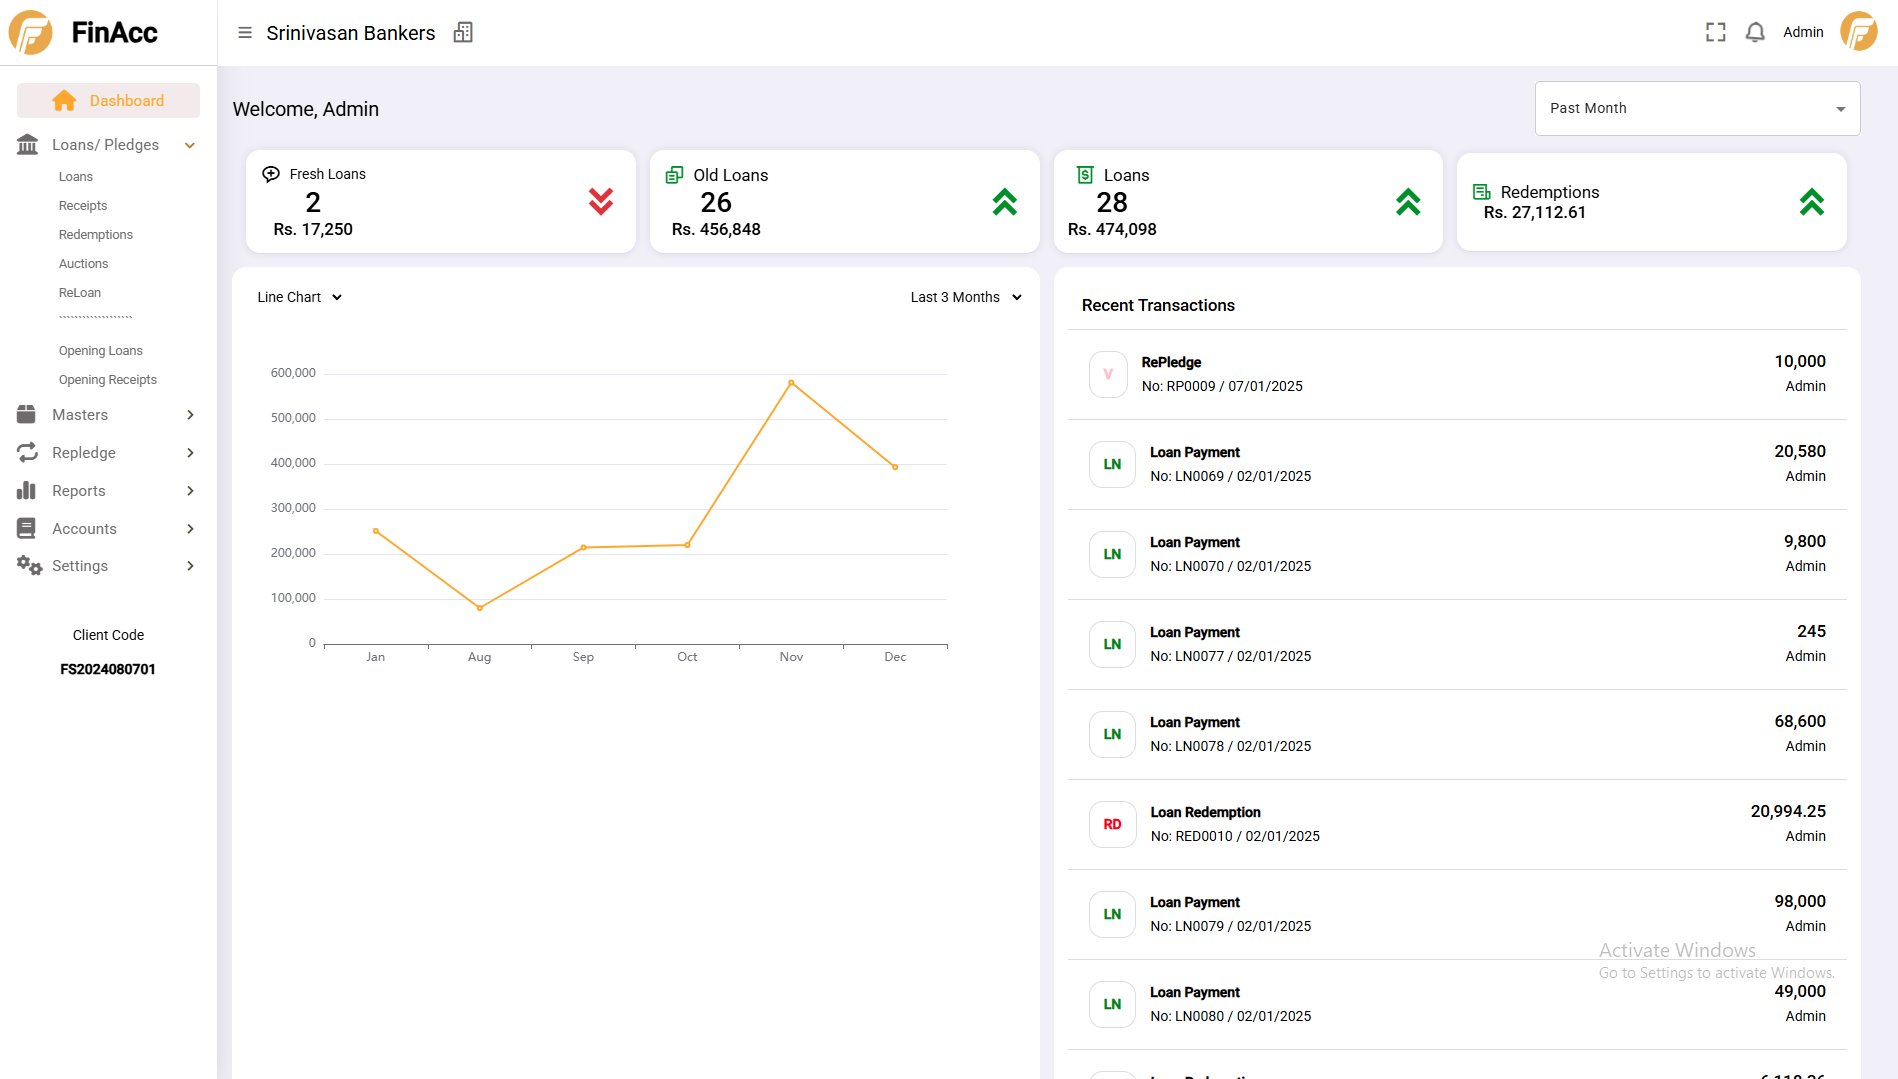 FinAcc
Srinivasan Bankers
Admin
Dashboard
Loans/ Pledges
Loans
Receipts
Redemptions
Auctions
ReLoan
```````````````````
Opening Loans
Opening Receipts
Masters
Repledge
Reports
Accounts
Settings
Client Code
FS2024080701
Welcome, Admin
Past Month
Fresh Loans
2
Rs. 17,250
Old Loans
26
Rs. 456,848
Loans
28
Rs. 474,098
Redemptions
Rs. 27,112.61
Line Chart
Last 3 Months
600,000
500,000
400,000
300,000
200,000
100,000
0
Jan Aug Sep Oct Nov Dec
Recent Transactions
V
RePledge
10,000
No: RP0009 / 07/01/2025
Admin
LN
Loan Payment
20,580
No: LN0069 / 02/01/2025
Admin
LN
Loan Payment
9,800
No: LN0070 / 02/01/2025
Admin
LN
Loan Payment
245
No: LN0077 / 02/01/2025
Admin
LN
Loan Payment
68,600
No: LN0078 / 02/01/2025
Admin
RD
Loan Redemption
20,994.25
No: RED0010 / 02/01/2025
Admin
LN
Loan Payment
98,000
No: LN0079 / 02/01/2025
Admin
Activate Windows
Go to Settings to activate Windows.
LN
Loan Payment
49,000
No: LN0080 / 02/01/2025
Admin